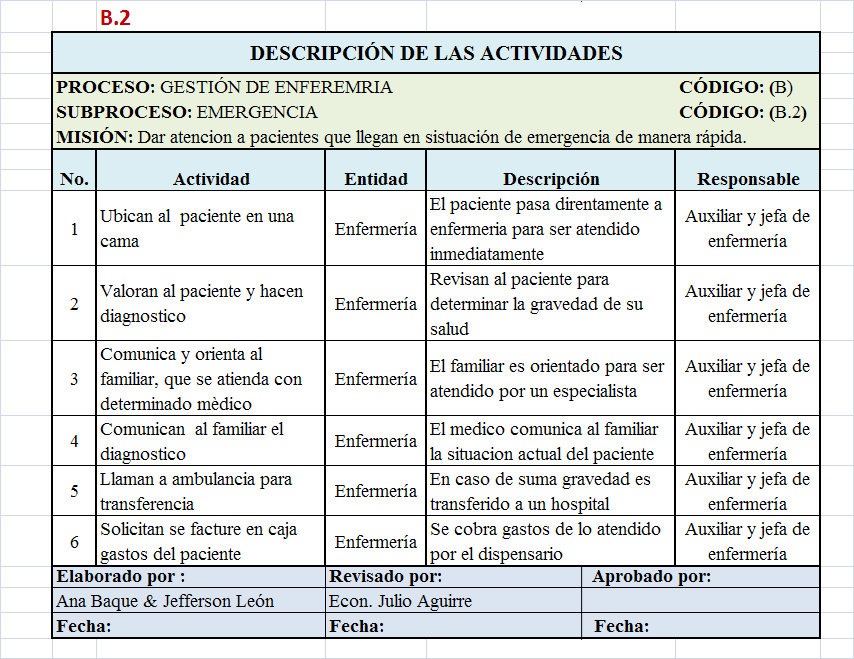 B.2
DESCRIPCIÓN DE LAS ACTIVIDADES
PROCESO: GESTIÓN DE ENFEREMRIA CÓDIGO: (B)
SUBPROCESO: EMERGENCIA CÓDIGO: (B.2)
MISIÓN: Dar atencion a pacientes que llegan en sistuación de emergencia de manera rápida.
No. Actividad Entidad Descripción Responsable
1
Ubican al paciente en una
cama
Enfermería
El paciente pasa direntamente a
enfermeria para ser atendido
inmediatamente
Auxiliar y jefa de
enfermería
2
Valoran al paciente y hacen
diagnostico
Enfermería
Revisan al paciente para
determinar la gravedad de su
salud
Auxiliar y jefa de
enfermería
3
Comunica y orienta al
familiar, que se atienda con
determinado mèdico
Enfermería
El familiar es orientado para ser
atendido por un especialista
Auxiliar y jefa de
enfermería
4
Comunican al familiar el
diagnostico
Enfermería
El medico comunica al familiar
la situacion actual del paciente
Auxiliar y jefa de
enfermería
5
Llaman a ambulancia para
transferencia
Enfermería
En caso de suma gravedad es
transferido a un hospital
Auxiliar y jefa de
enfermería
6
Solicitan se facture en caja
gastos del paciente
Enfermería
Se cobra gastos de lo atendido
por el dispensario
Auxiliar y jefa de
enfermería
Elaborado por : Revisado por: Aprobado por:
Ana Baque & Jefferson León Econ. Julio Aguirre
Fecha: Fecha: Fecha: